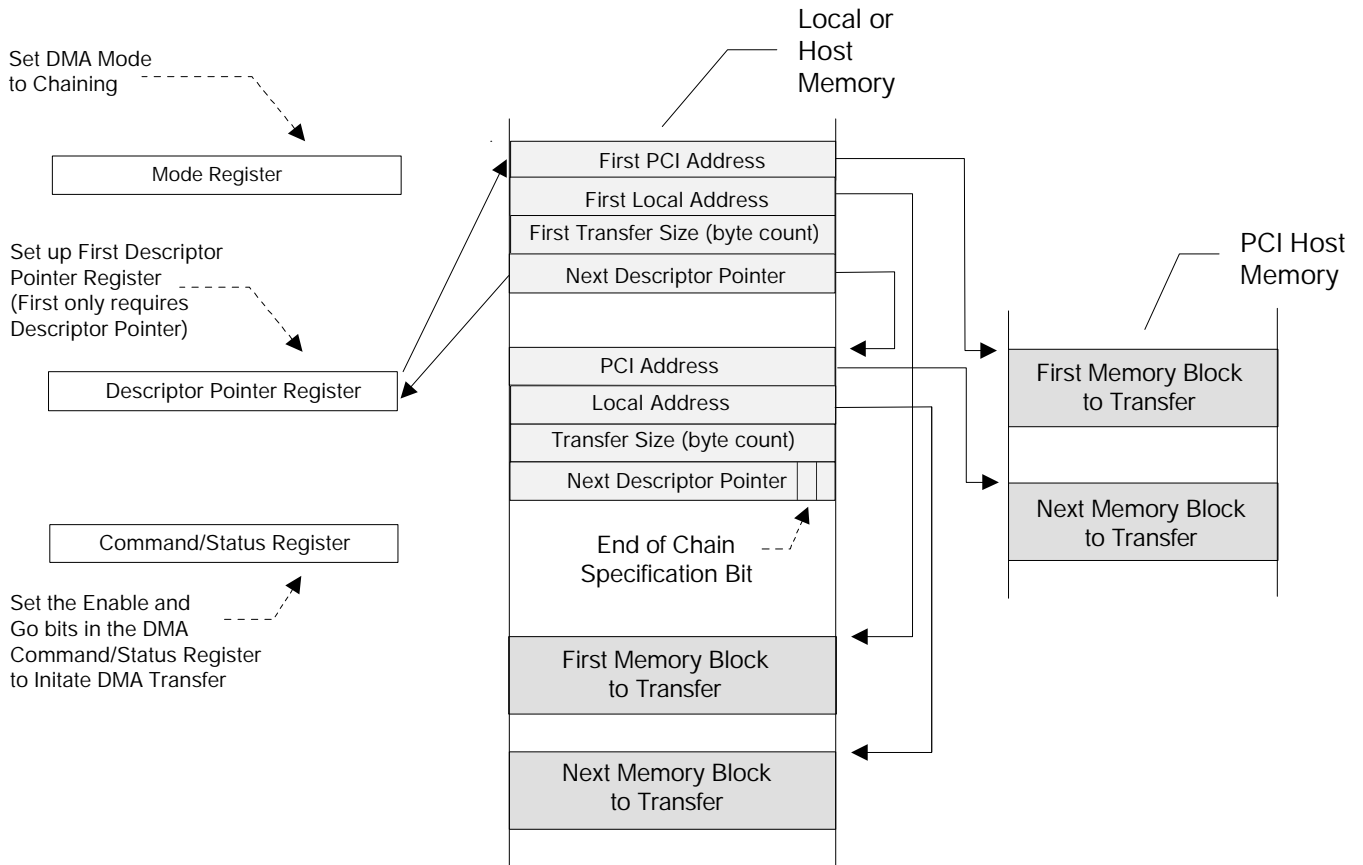 Local or
Host
Memory
Set DMA Mode
to Chaining
Mode Register
Set up First Descriptor
Pointer Register
(First only requires
Descriptor Pointer)
Descriptor Pointer Register
Command/Status Register
Set the Enable and
Go bits in the DMA
Command/Status Register
to Initate DMA Transfer
First PCI Address
First Local Address
First Transfer Size (byte count)
Next Descriptor Pointer
PCI Address
Local Address
Transfer Size (byte count)
Next Descriptor Pointer
End of Chain
Specification Bit
First Memory Block
to Transfer
Next Memory Block
to Transfer
PCI Host
Memory
First Memory Block
to Transfer
Next Memory Block
to Transfer